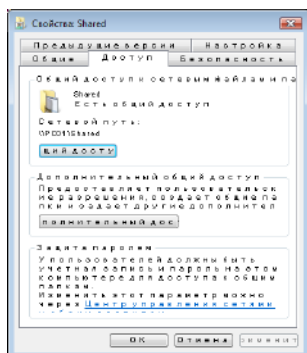 Свойства: Shared
Предыдущие версии
Настройка
Общие
Доступ
Безопасность
Общий доступ к сетевым файлам и па
Shared
Есть общий доступ
Сетевой путь:
\\PC011\Shared
щий досту
Дополнительный общий доступ
Предоставляет пользовательск
ие разрешения, создает общие па
пки и задает другие дополнител
полнительный дос
Защита паролем
У пользователей должны быть
учетная запись и пароль на этом
компьютере для доступа к общим
папкам.
Изменить этот параметр можно
через Центр управления сетями
ОК
Отмена